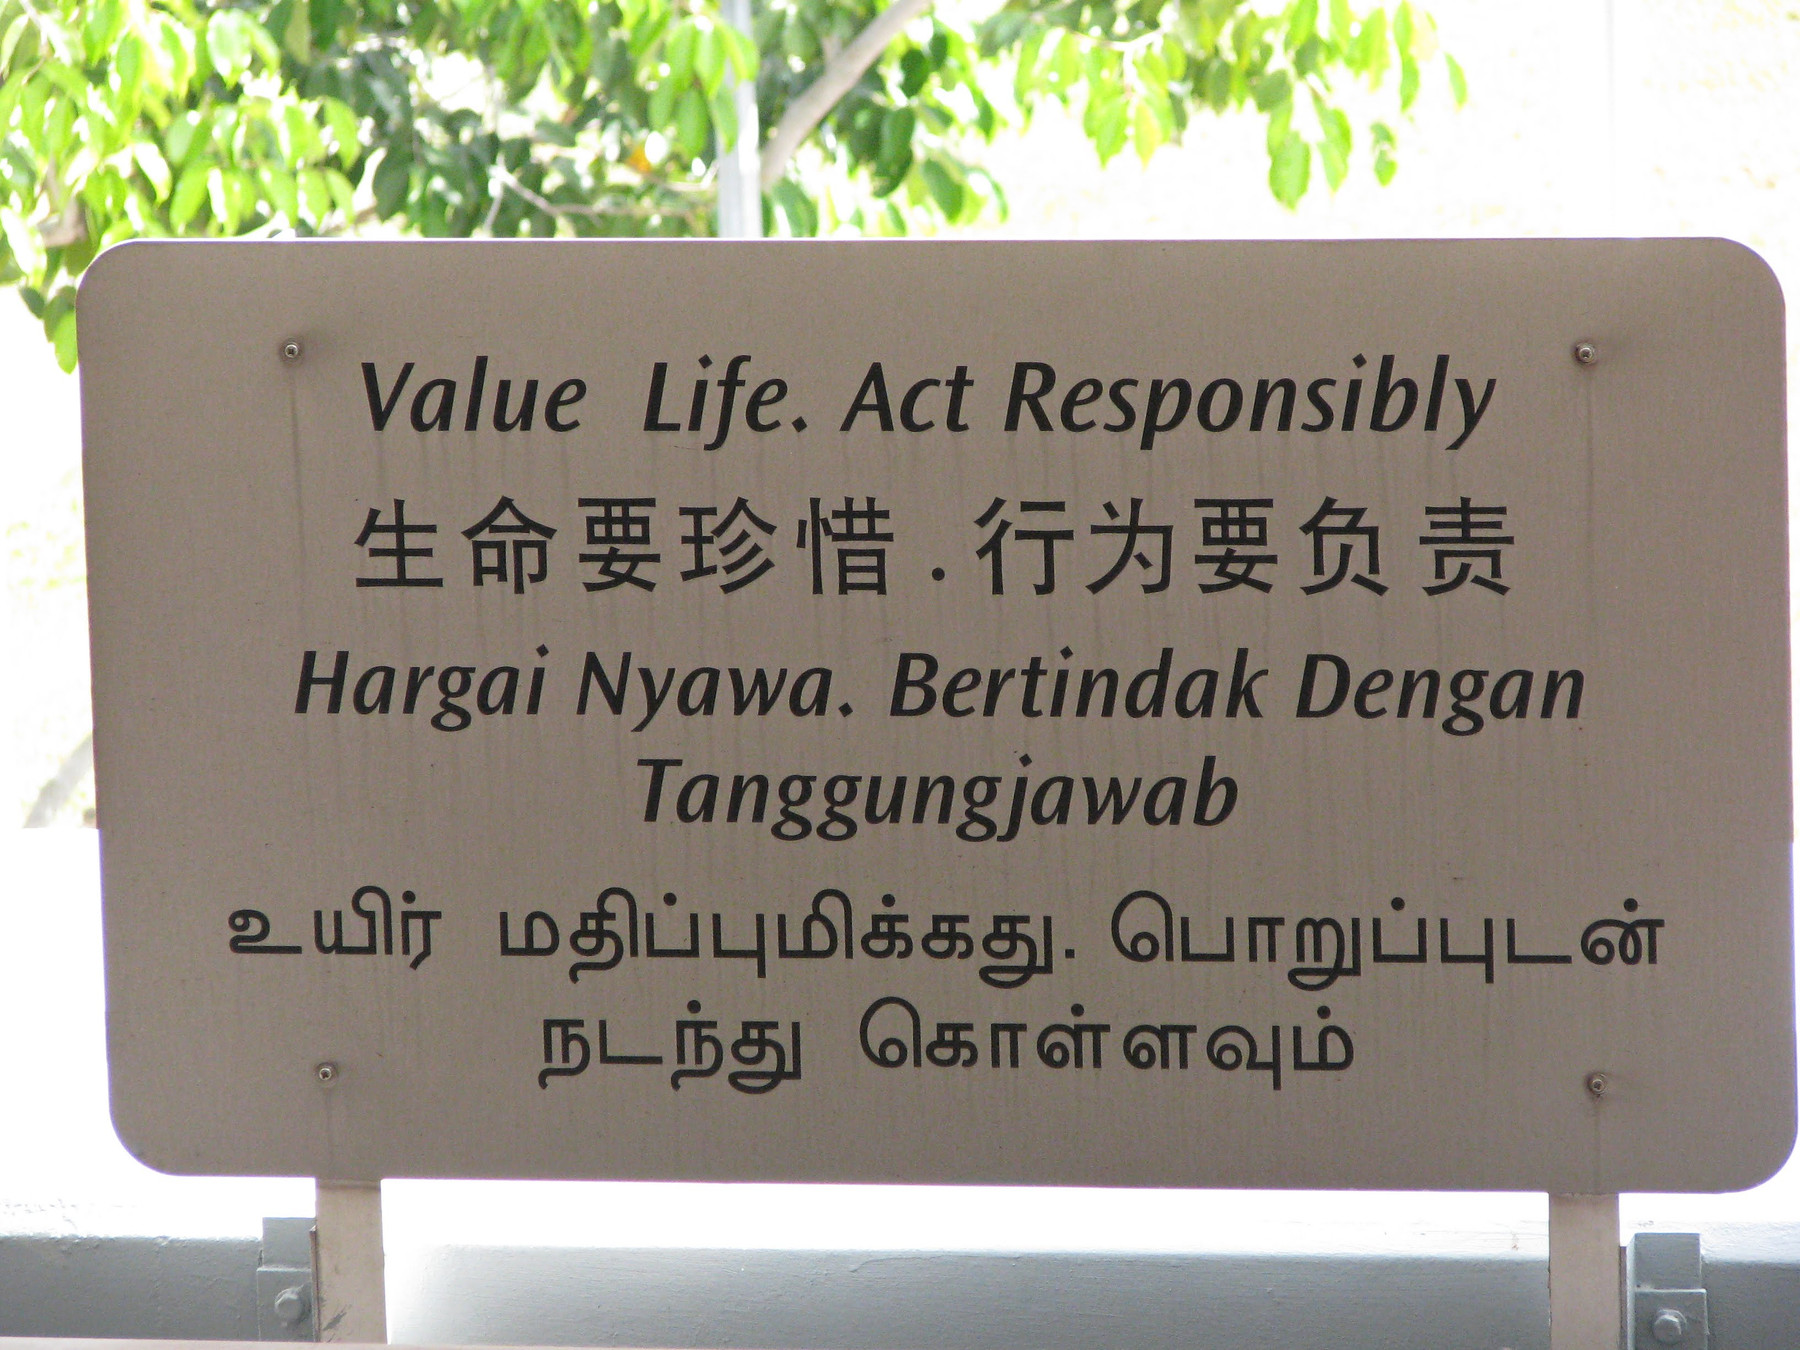 Value Life. Act Responsibly
生命要珍惜.行为要负责
Hargai Nyawa. Bertindak Dengan
Tanggungjawab
உயிர் மதிப்புமிக்கது. பொறுப்புடன்
நடந்து கொள்ளவும்